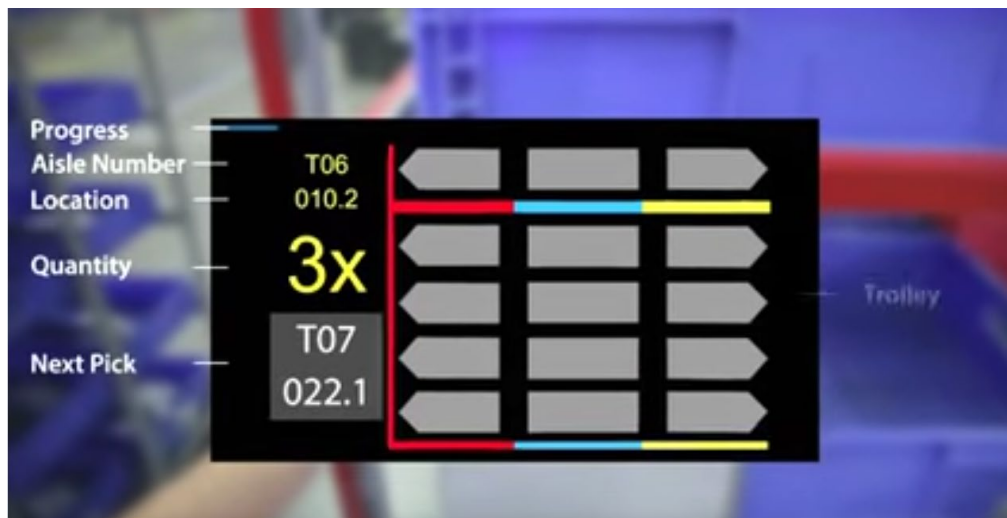 Progress
Aisle Number
T06
Location
010.2
Quantity
3x
Next Pick
T07
022.1
Trolley